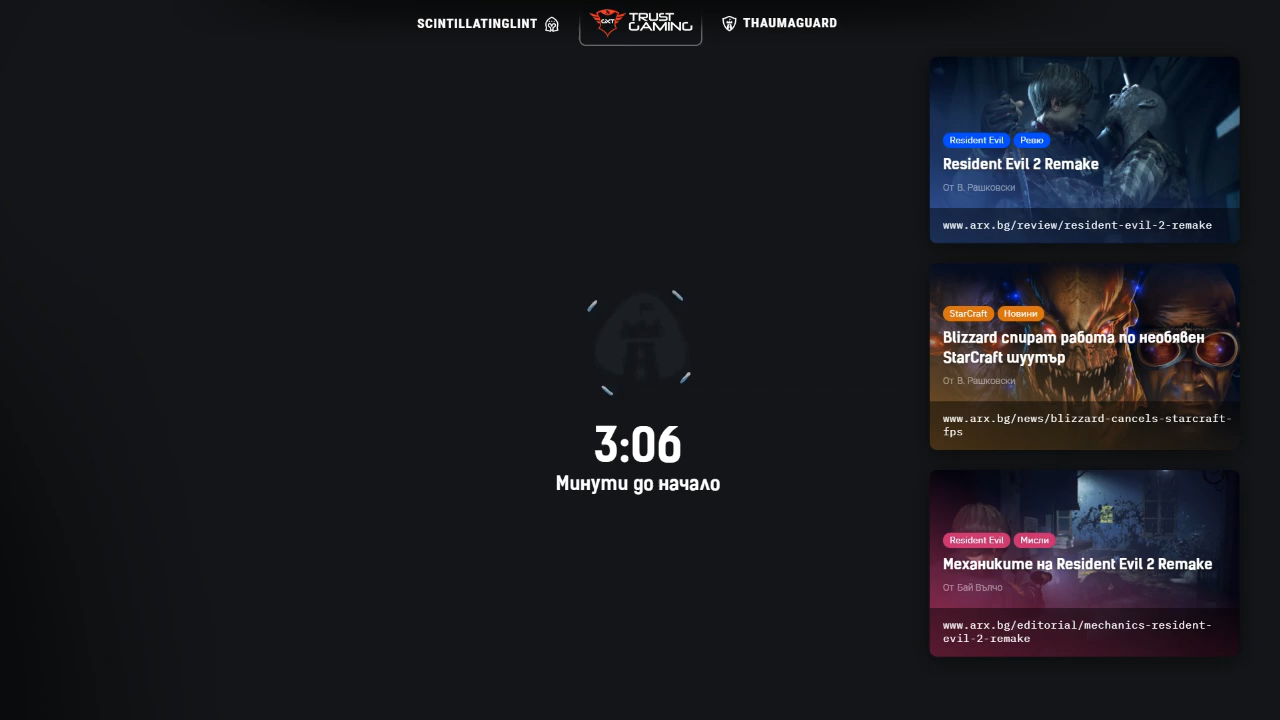 SCINTILLATINGLINT
GXT
TRUST
GAMING
THAUMAGUARD
Resident Evil Ревю
Resident Evil 2 Remake
От В. Рашковски
www.arx.bg/review/resident-evil-2-remake
StarCraft Новини
Blizzard спират работа по необявен
StarCraft шуутър
От В. Рашковски
www.arx.bg/news/blizzard-cancels-starcraft-
fps
Resident Evil Мисли
Механиките на Resident Evil 2 Remake
От Бай Вълчо
www.arx.bg/editorial/mechanics-resident-
evil-2-remake
3:06
Минути до начало